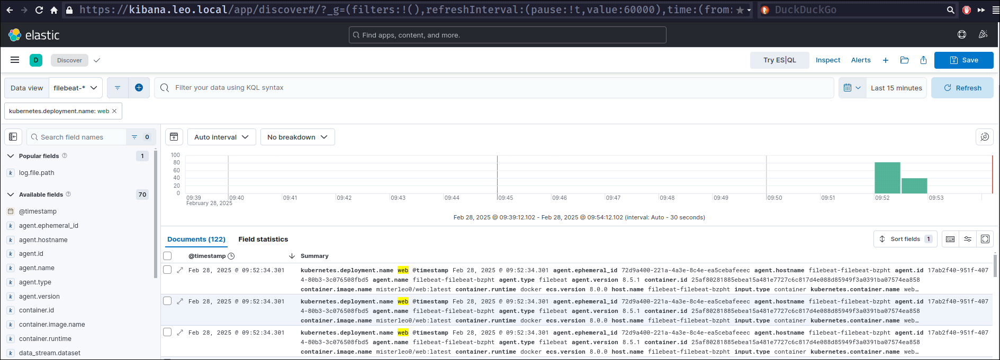 https://kibana.leo.local/app/discover#/?_g=(filters:!(),refreshInterval:(pause:!t,value:60000),time:(from:
DuckDuckGo
elastic
Find apps, content, and more.
D
Discover
Try ES|QL
Inspect
Alerts
Save
Data view
filebeat-*
Filter your data using KQL syntax
Last 15 minutes
Refresh
kubernetes.deployment.name: web
Search field names
0
Auto interval
No breakdown
Popular fields
1
k log.file.path
Available fields
70
@timestamp
k agent.ephemeral_id
k agent.hostname
k agent.id
k agent.name
k agent.type
k agent.version
k container.id
k container.image.name
k container.runtime
k data_stream.dataset
100
80
60
40
20
0
09:39 09:40 09:41 09:42 09:43 09:44 09:45 09:46 09:47 09:48 09:49 09:50 09:51 09:52 09:53
February 28, 2025
Feb 28, 2025 @ 09:39:12.102 - Feb 28, 2025 @ 09:54:12.102 (interval: Auto - 30 seconds)
Documents (122)
Field statistics
Sort fields 1
@timestamp
Summary
Feb 28, 2025 @ 09:52:34.301
kubernetes.deployment.name web @timestamp Feb 28, 2025 @ 09:52:34.301 agent.ephemeral_id 72d9a400-221a-4a3e-8c4e-ea5cebafeeec agent.hostname filebeat-filebeat-bzpht agent.id 17ab2f40-951f-407
4-80b3-3c076508fbd5 agent.name filebeat-filebeat-bzpht agent.type filebeat agent.version 8.5.1 container.id 25af80281885ebea15a481e7727c6c817d4e088d85949f3a0391ba07574ea858
container.image.name misterleo0/web:latest container.runtime docker ecs.version 8.0.0 host.name filebeat-filebeat-bzpht input.type container kubernetes.container.name web…
Feb 28, 2025 @ 09:52:34.301
kubernetes.deployment.name web @timestamp Feb 28, 2025 @ 09:52:34.301 agent.ephemeral_id 72d9a400-221a-4a3e-8c4e-ea5cebafeeec agent.hostname filebeat-filebeat-bzpht agent.id 17ab2f40-951f-407
4-80b3-3c076508fbd5 agent.name filebeat-filebeat-bzpht agent.type filebeat agent.version 8.5.1 container.id 25af80281885ebea15a481e7727c6c817d4e088d85949f3a0391ba07574ea858
container.image.name misterleo0/web:latest container.runtime docker ecs.version 8.0.0 host.name filebeat-filebeat-bzpht input.type container kubernetes.container.name web…
Feb 28, 2025 @ 09:52:34.301
kubernetes.deployment.name web @timestamp Feb 28, 2025 @ 09:52:34.301 agent.ephemeral_id 72d9a400-221a-4a3e-8c4e-ea5cebafeeec agent.hostname filebeat-filebeat-bzpht agent.id 17ab2f40-951f-407
4-80b3-3c076508fbd5 agent.name filebeat-filebeat-bzpht agent.type filebeat agent.version 8.5.1 container.id 25af80281885ebea15a481e7727c6c817d4e088d85949f3a0391ba07574ea858
container.image.name misterleo0/web:latest container.runtime docker ecs.version 8.0.0 host.name filebeat-filebeat-bzpht input.type container kubernetes.container.name web…